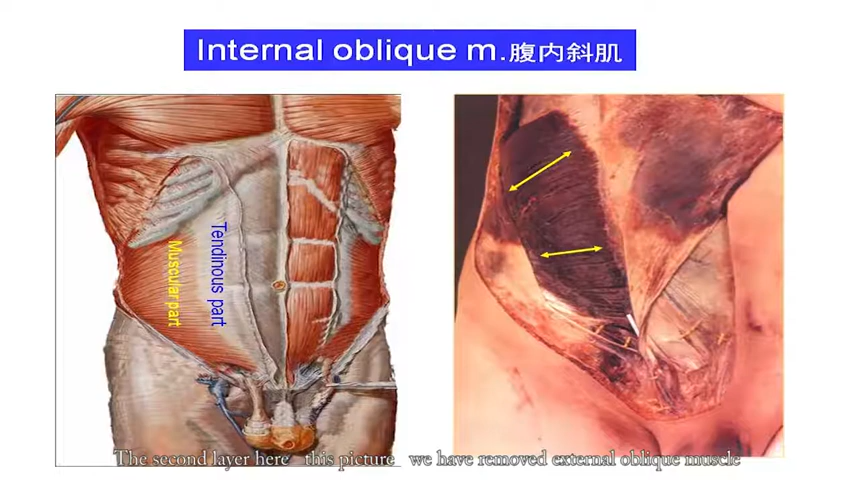 Internal oblique m.腹内斜肌
Tendinous part
Muscular part
The second layer here this picture we have removed external oblique muscle